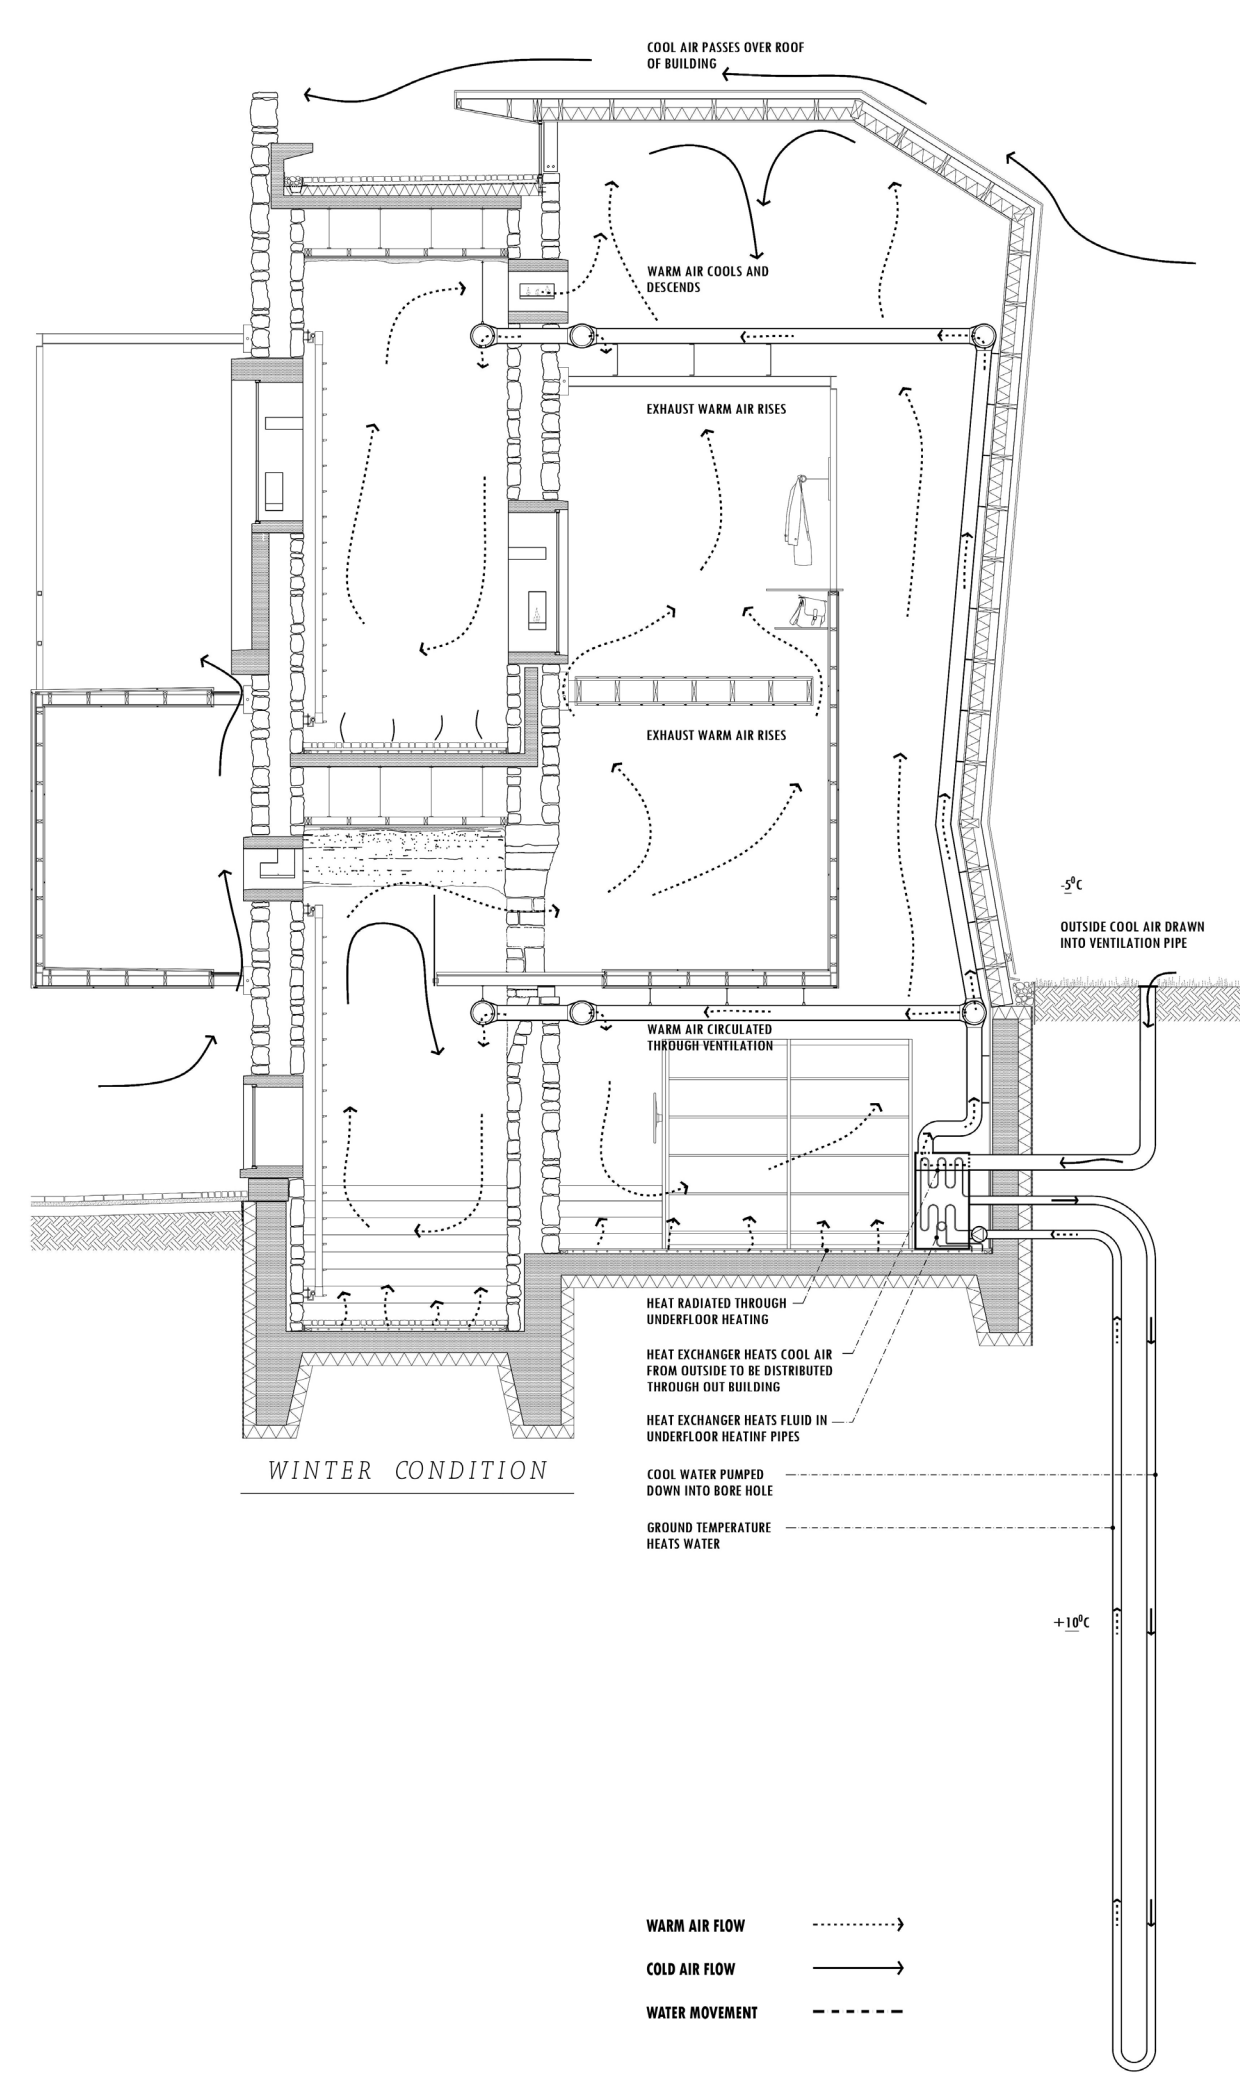 COOL AIR PASSES OVER ROOF
OF BUILDING
WARM AIR COOLS AND
DESCENDS
EXHAUST WARM AIR RISES
EXHAUST WARM AIR RISES
-5⁰C
OUTSIDE COOL AIR DRAWN
INTO VENTILATION PIPE
WARM AIR CIRCULATED
THROUGH VENTILATION
HEAT RADIATED THROUGH
UNDERFLOOR HEATING
HEAT EXCHANGER HEATS COOL AIR
FROM OUTSIDE TO BE DISTRIBUTED
THROUGH OUT BUILDING
HEAT EXCHANGER HEATS FLUID IN
UNDERFLOOR HEATINF PIPES
WINTER CONDITION
COOL WATER PUMPED
DOWN INTO BORE HOLE
GROUND TEMPERATURE
HEATS WATER
+10⁰C
WARM AIR FLOW
COLD AIR FLOW
WATER MOVEMENT